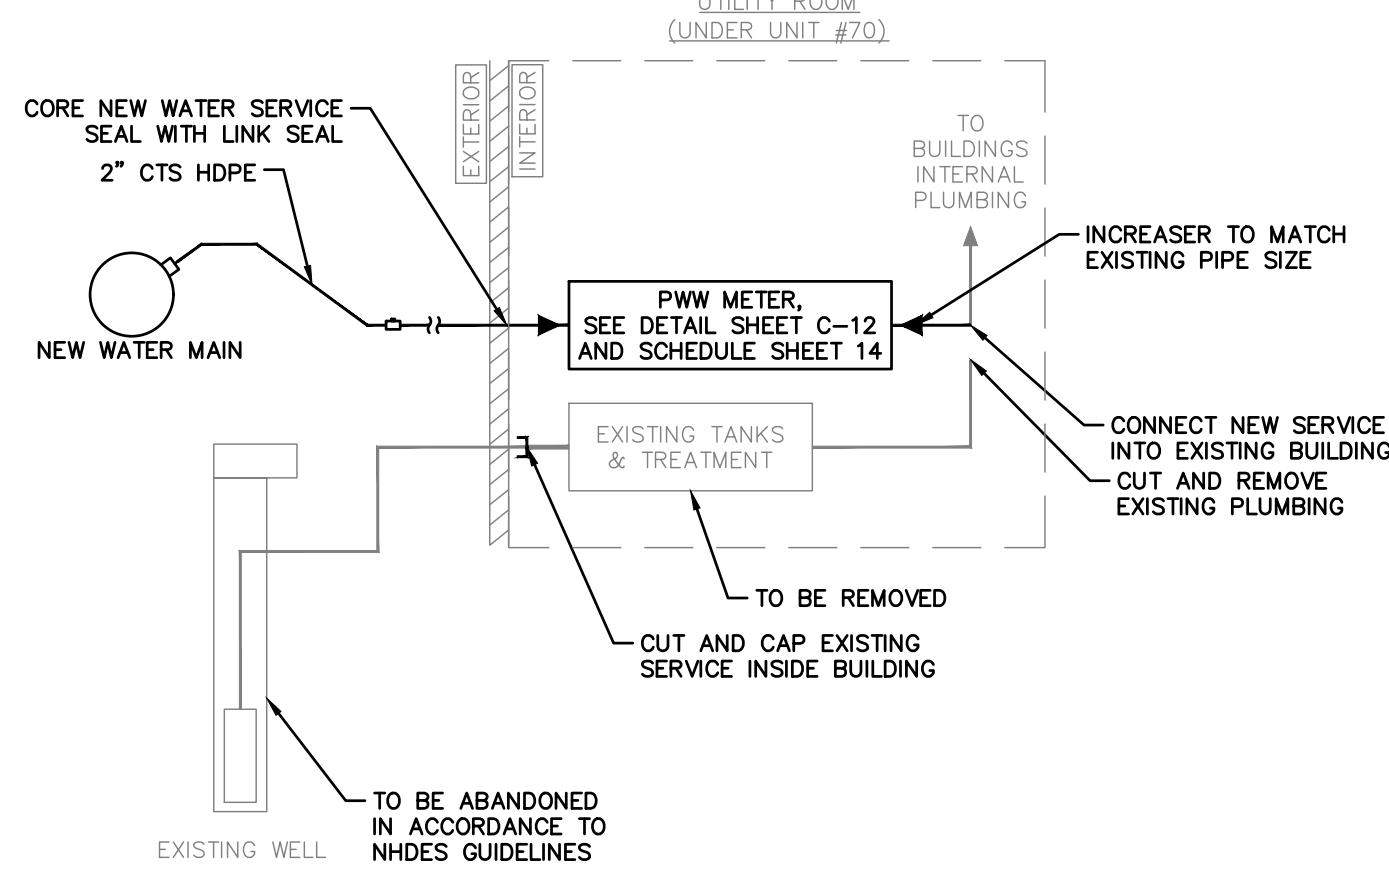 UTILITY ROOM
(UNDER UNIT #70)
EXTERIOR
INTERIOR
CORE NEW WATER SERVICE
SEAL WITH LINK SEAL
2" CTS HDPE
NEW WATER MAIN
TO
BUILDINGS
INTERNAL
PLUMBING
INCREASER TO MATCH
EXISTING PIPE SIZE
PWW METER,
SEE DETAIL SHEET C-12
AND SCHEDULE SHEET 14
EXISTING TANKS
& TREATMENT
CONNECT NEW SERVICE
INTO EXISTING BUILDING
CUT AND REMOVE
EXISTING PLUMBING
TO BE REMOVED
CUT AND CAP EXISTING
SERVICE INSIDE BUILDING
TO BE ABANDONED
IN ACCORDANCE TO
NHDES GUIDELINES
EXISTING WELL